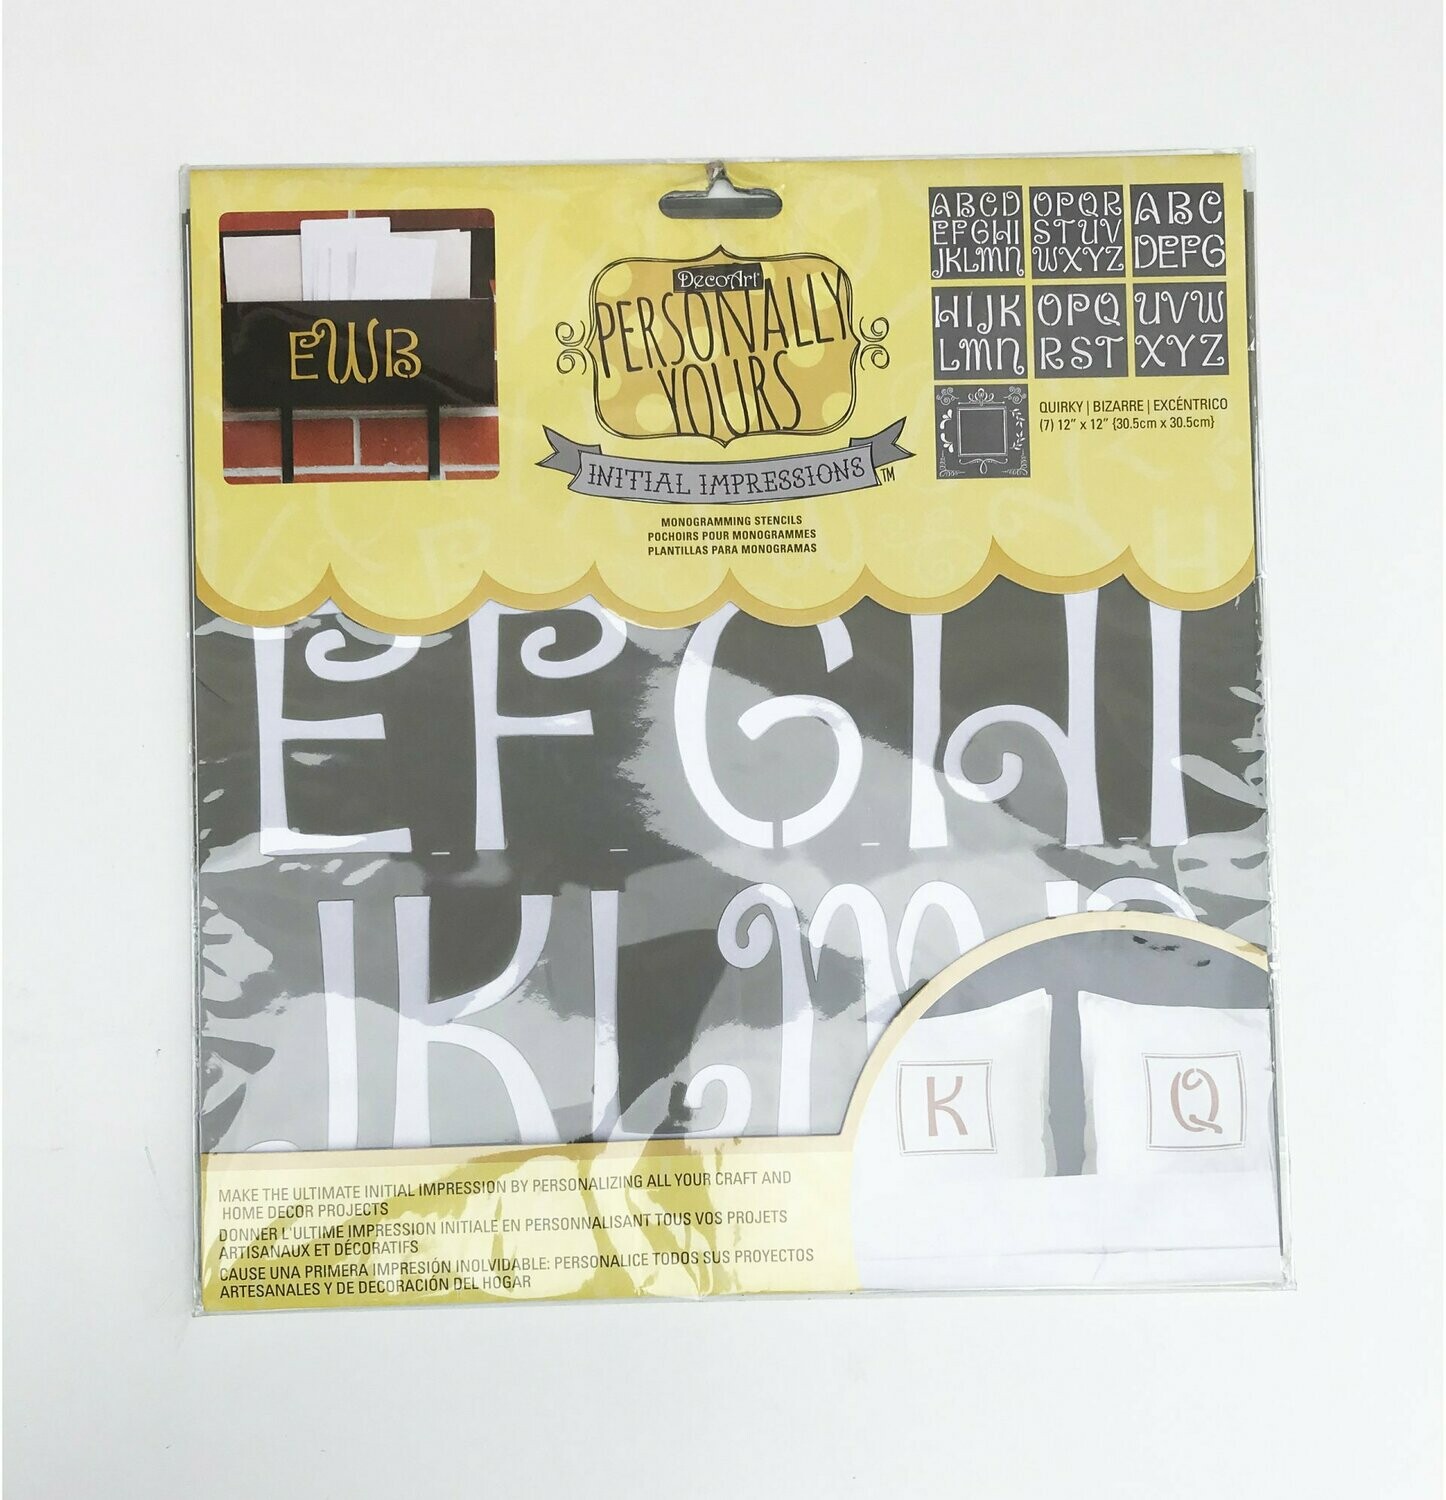 EWB
DecoArt
PERSONALLY
YOURS
INITIAL IMPRESSIONS™
MONOGRAMMING STENCILS
POCHOIRS POUR MONOGRAMMES
PLANTILLAS PARA MONOGRAMAS
ABCD
EFGHI
JKLMN
OPQR
STUV
WXYZ
ABC
DEFG
HIJK
LMN
OPQ
RST
UVW
XYZ
QUIRKY | BIZARRE | EXCÉNTRICO
(7) 12" x 12" {30.5cm x 30.5cm}
EFGHI
JKLMN
K
Q
MAKE THE ULTIMATE INITIAL IMPRESSION BY PERSONALIZING ALL YOUR CRAFT AND
HOME DECOR PROJECTS
DONNER L'ULTIME IMPRESSION INITIALE EN PERSONNALISANT TOUS VOS PROJETS
ARTISANAUX ET DÉCORATIFS
CAUSE UNA PRIMERA IMPRESIÓN INOLVIDABLE: PERSONALICE TODOS SUS PROYECTOS
ARTESANALES Y DE DECORACIÓN DEL HOGAR